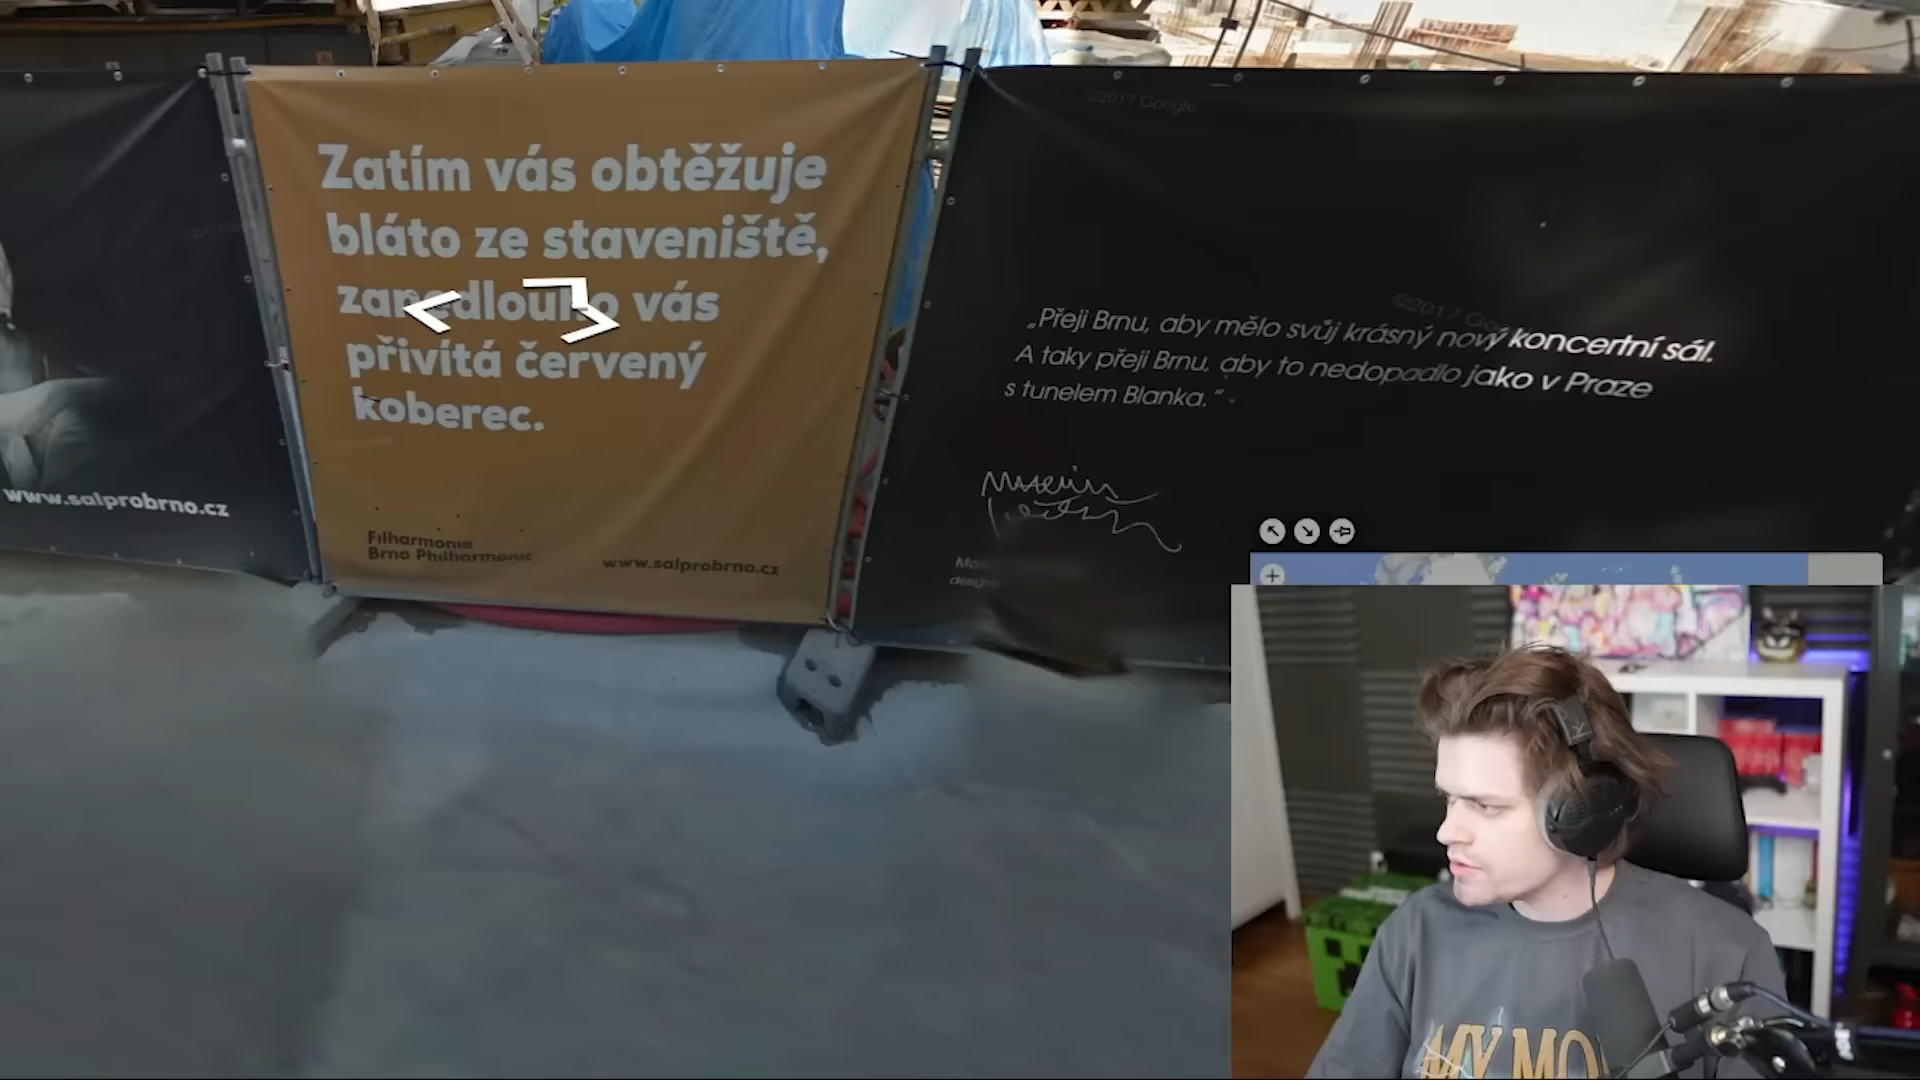 www.salprobrno.cz
Zatím vás obtěžuje
bláto ze staveniště,
zanedlouho vás
přivítá červený
koberec.
Filharmonie
Brno Philharmonic
www.salprobrno.cz
©2017 Google
©2017
„Přeji Brnu, aby mělo svůj krásný nový koncertní sál.
A taky přeji Brnu, aby to nedopadlo jako v Praze
s tunelem Blanka.“
MY